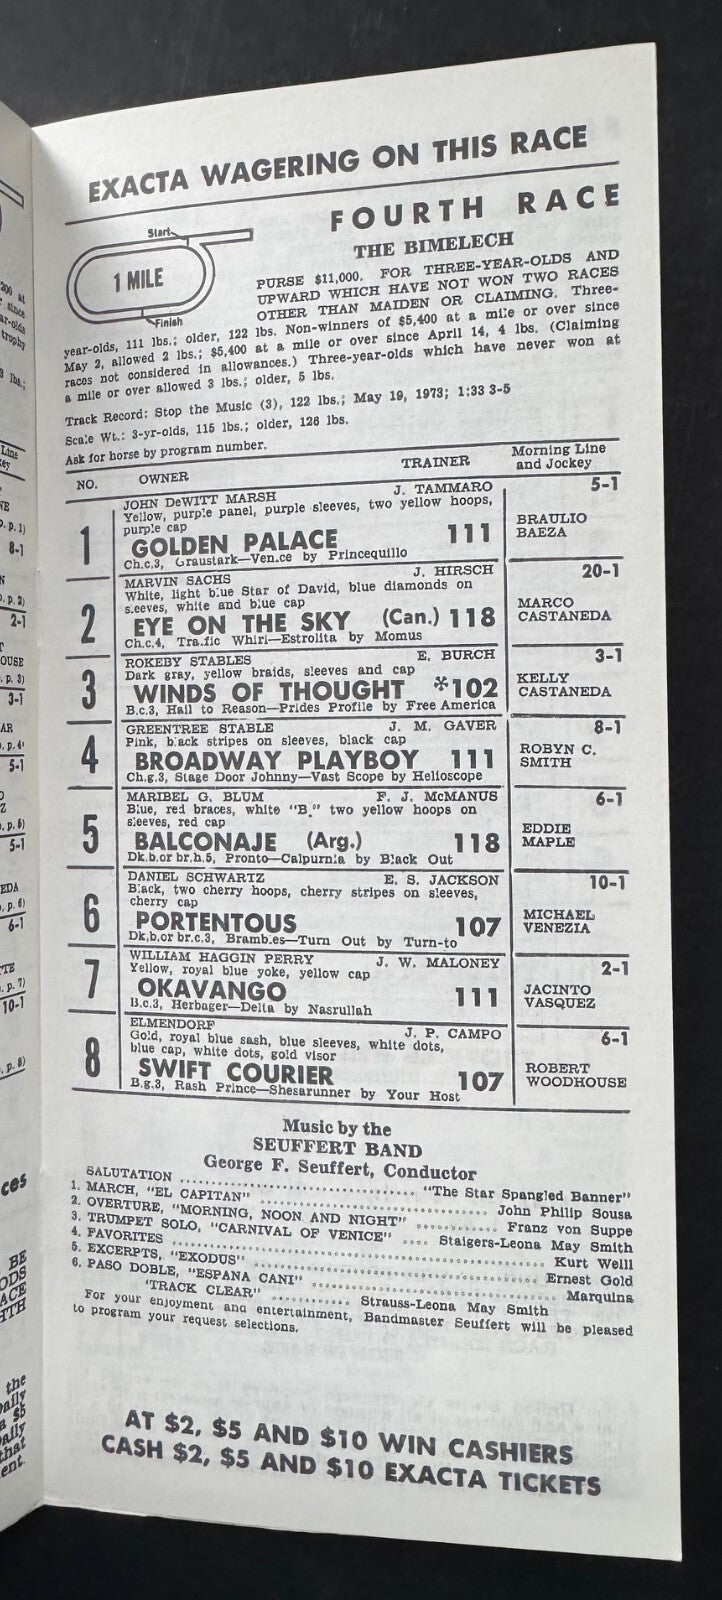 EXACTA WAGERING ON THIS RACE
FOURTH RACE
THE BIMELECH
Start
1 MILE
Finish
PURSE $11,000. FOR THREE-YEAR-OLDS AND
UPWARD WHICH HAVE NOT WON TWO RACES
OTHER THAN MAIDEN OR CLAIMING. Three-
year-olds, 111 lbs.; older, 122 lbs. Non-winners of $5,400 at a mile or over since
May 2, allowed 2 lbs.; $5,400 at a mile or over since April 14, 4 lbs. (Claiming
races not considered in allowances.) Three-year-olds which have never won at
a mile or over allowed 3 lbs.; older, 5 lbs.
Track Record: Stop the Music (3), 122 lbs.; May 19, 1973; 1:33 3-5
Scale Wt.: 3-yr-olds, 115 lbs.; older, 126 lbs.
Ask for horse by program number.
NO. OWNER TRAINER Morning Line
and Jockey
JOHN DeWITT MARSH J. TAMMARO 5-1
Yellow, purple panel, purple sleeves, two yellow hoops,
purple cap
1 GOLDEN PALACE 111 BRAULIO
BAEZA
Ch.c,3, Graustark—Venice by Princequillo
MARVIN SACHS J. HIRSCH 20-1
White, light blue Star of David, blue diamonds on
sleeves, white and blue cap
2 EYE ON THE SKY (Can.) 118 MARCO
CASTANEDA
Ch.c,4, Traffic Whirl—Estrolita by Momus
ROKEBY STABLES E. BURCH 3-1
Dark gray, yellow braids, sleeves and cap
3 WINDS OF THOUGHT *102 KELLY
CASTANEDA
B.c.3, Hail to Reason—Prides Profile by Free America
GREENTREE STABLE J. M. GAVER 8-1
Pink, black stripes on sleeves, black cap
4 BROADWAY PLAYBOY 111 ROBYN C.
SMITH
Ch.g.3, Stage Door Johnny—Vast Scope by Helioscope
MARIBEL G. BLUM F. J. McMANUS 6-1
Blue, red braces, white "B," two yellow hoops on
sleeves, red cap
5 BALCONAJE (Arg.) 118 EDDIE
MAPLE
Dk.b.or br.h.5, Pronto—Calpurnia by Black Out
DANIEL SCHWARTZ E. S. JACKSON 10-1
Black, two cherry hoops, cherry stripes on sleeves,
cherry cap
6 PORTENTOUS 107 MICHAEL
VENEZIA
Dk.b.or br.c.3, Brambles—Turn Out by Turn-to
WILLIAM HAGGIN PERRY J. W. MALONEY 2-1
Yellow, royal blue yoke, yellow cap
7 OKAVANGO 111 JACINTO
VASQUEZ
B.c.3, Herbager—Delta by Nasrullah
ELMENDORF J. P. CAMPO 6-1
Gold, royal blue sash, blue sleeves, white dots,
blue cap, white dots, gold visor
8 SWIFT COURIER 107 ROBERT
WOODHOUSE
B.g.3, Rash Prince—Shesarunner by Your Host
Music by the
SEUFFERT BAND
George F. Seuffert, Conductor
SALUTATION "The Star Spangled Banner"
1. MARCH, "EL CAPITAN" John Philip Sousa
2. OVERTURE, "MORNING, NOON AND NIGHT" Franz von Suppe
3. TRUMPET SOLO, "CARNIVAL OF VENICE" Staigers-Leona May Smith
4. FAVORITES Kurt Weill
5. EXCERPTS, "EXODUS" Ernest Gold
6. PASO DOBLE, "ESPANA CANI" Marquina
"TRACK CLEAR" Strauss-Leona May Smith
For your enjoyment and entertainment, Bandmaster Seuffert will be pleased
to program your request selections.
AT $2, $5 AND $10 WIN CASHIERS
CASH $2, $5 AND $10 EXACTA TICKETS